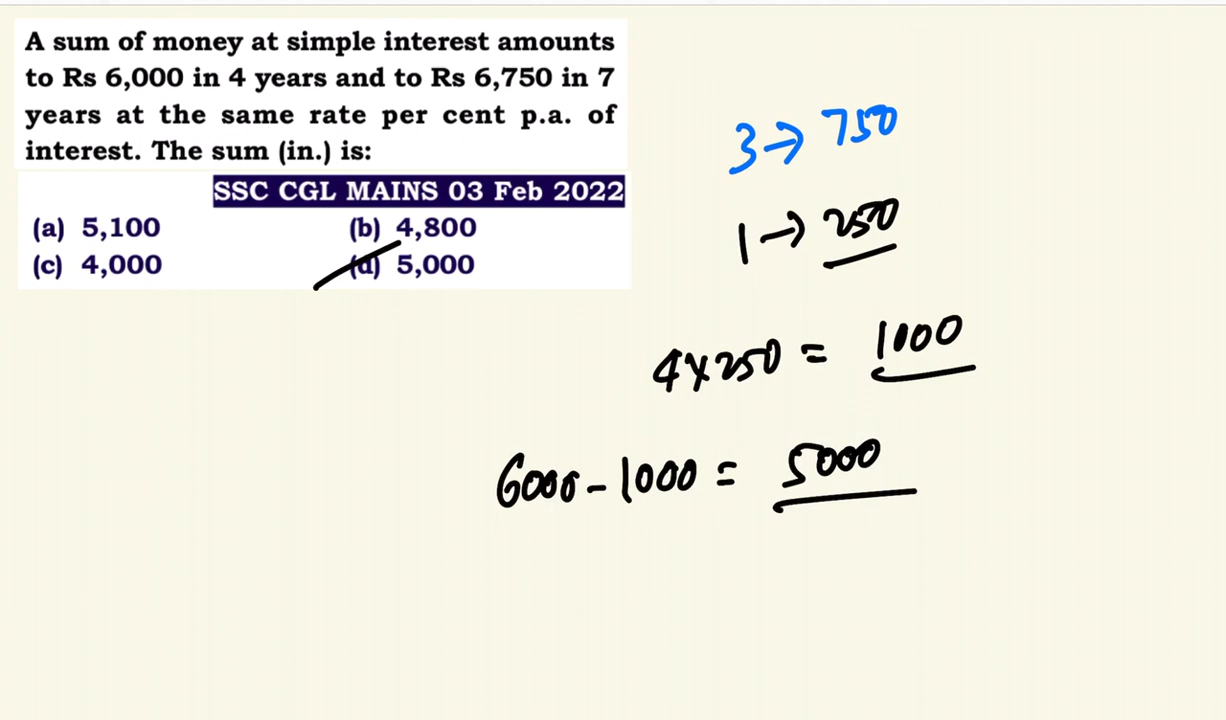 A sum of money at simple interest amounts
to Rs 6,000 in 4 years and to Rs 6,750 in 7
years at the same rate per cent p.a. of
interest. The sum (in.) is:
SSC CGL MAINS 03 Feb 2022
(a) 5,100 (b) 4,800
(c) 4,000 (d) 5,000
3 → 750
1 → 250
4 x 250 = 1000
6000 - 1000 = 5000